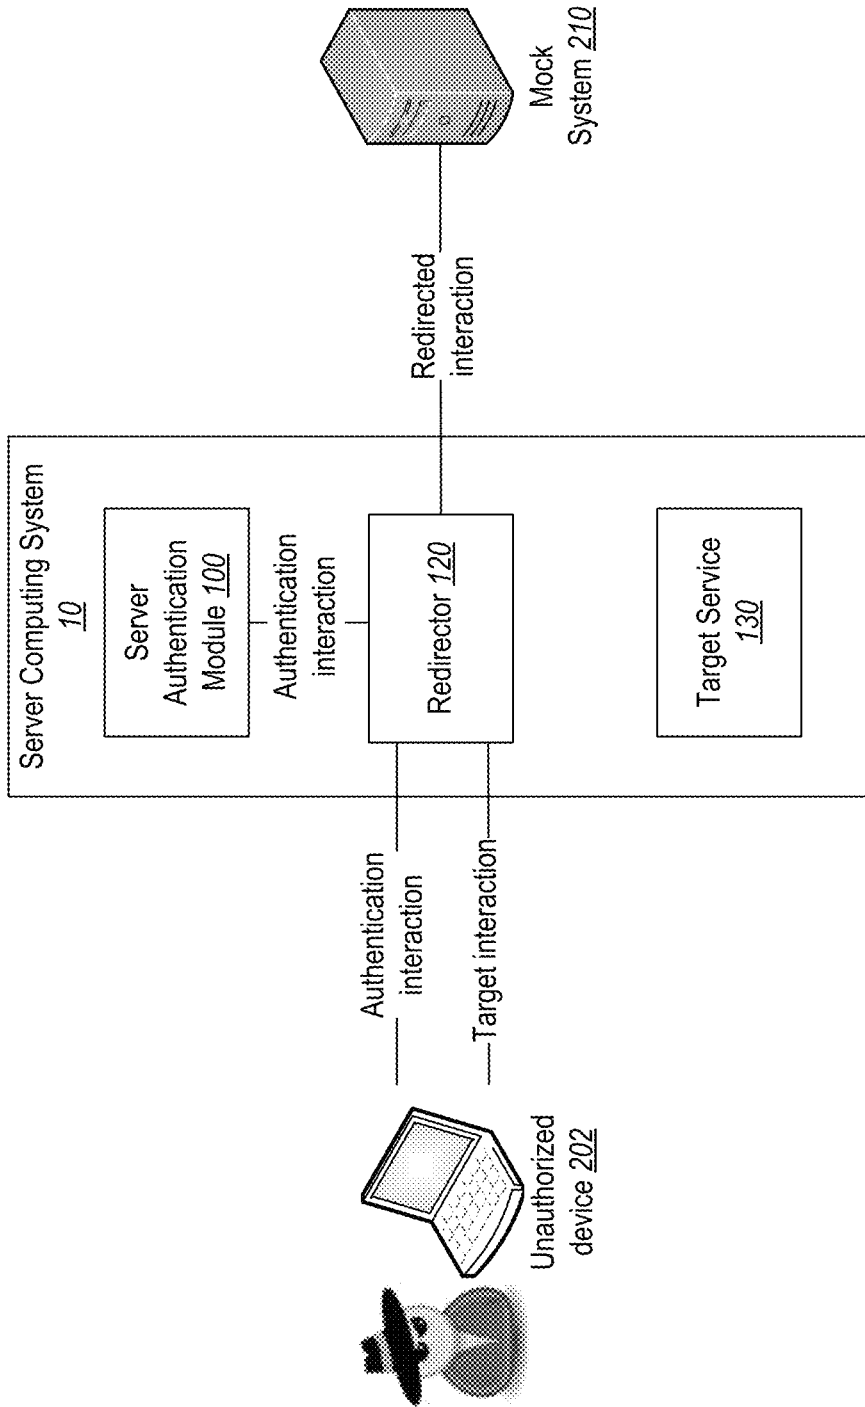 Server Computing System
10
Server
Authentication
Module 100
Authentication
interaction
Redirector 120
Target Service
130
Authentication
interaction
Target interaction
Unauthorized
device 202
Redirected
interaction
Mock
System 210